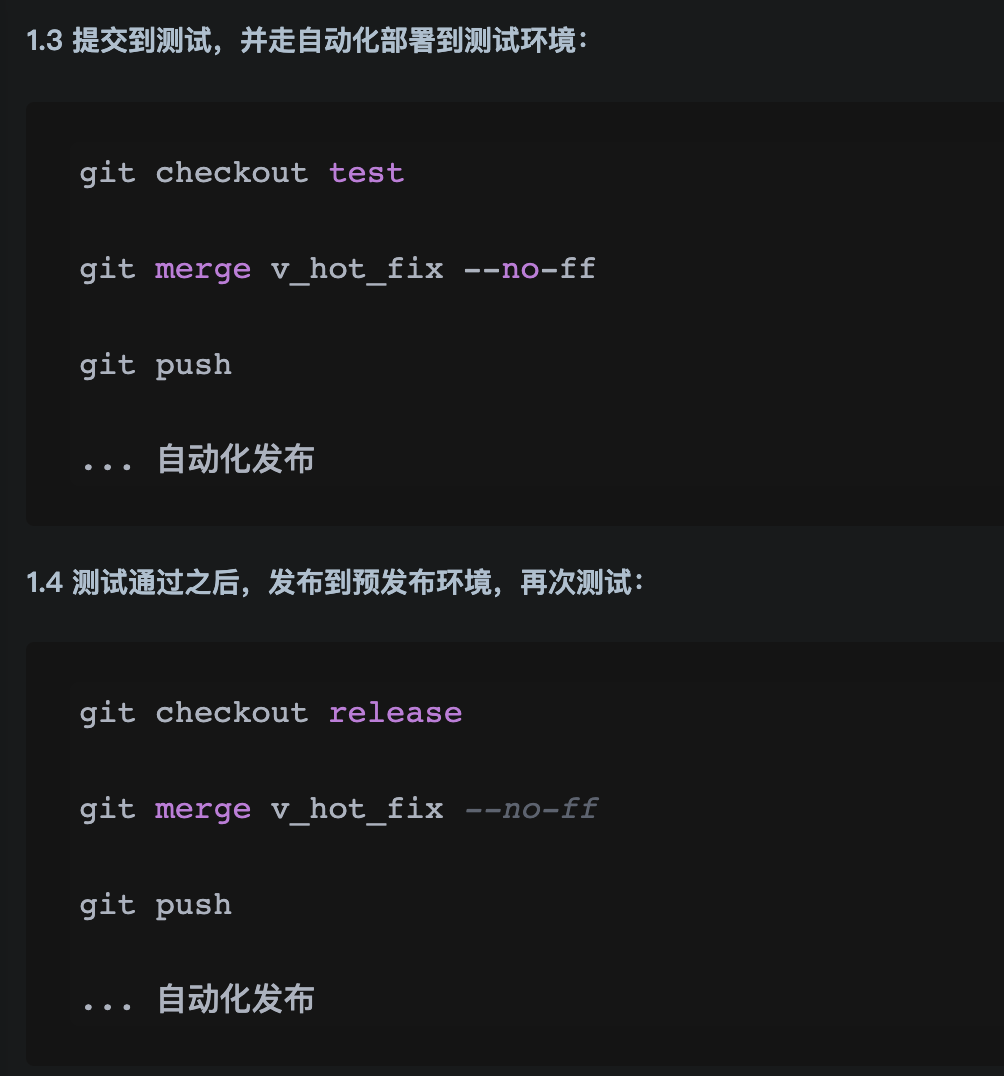 1.3 提交到测试，并走自动化部署到测试环境：
git checkout test
git merge v_hot_fix --no-ff
git push
... 自动化发布
1.4 测试通过之后，发布到预发布环境，再次测试：
git checkout release
git merge v_hot_fix --no-ff
git push
... 自动化发布